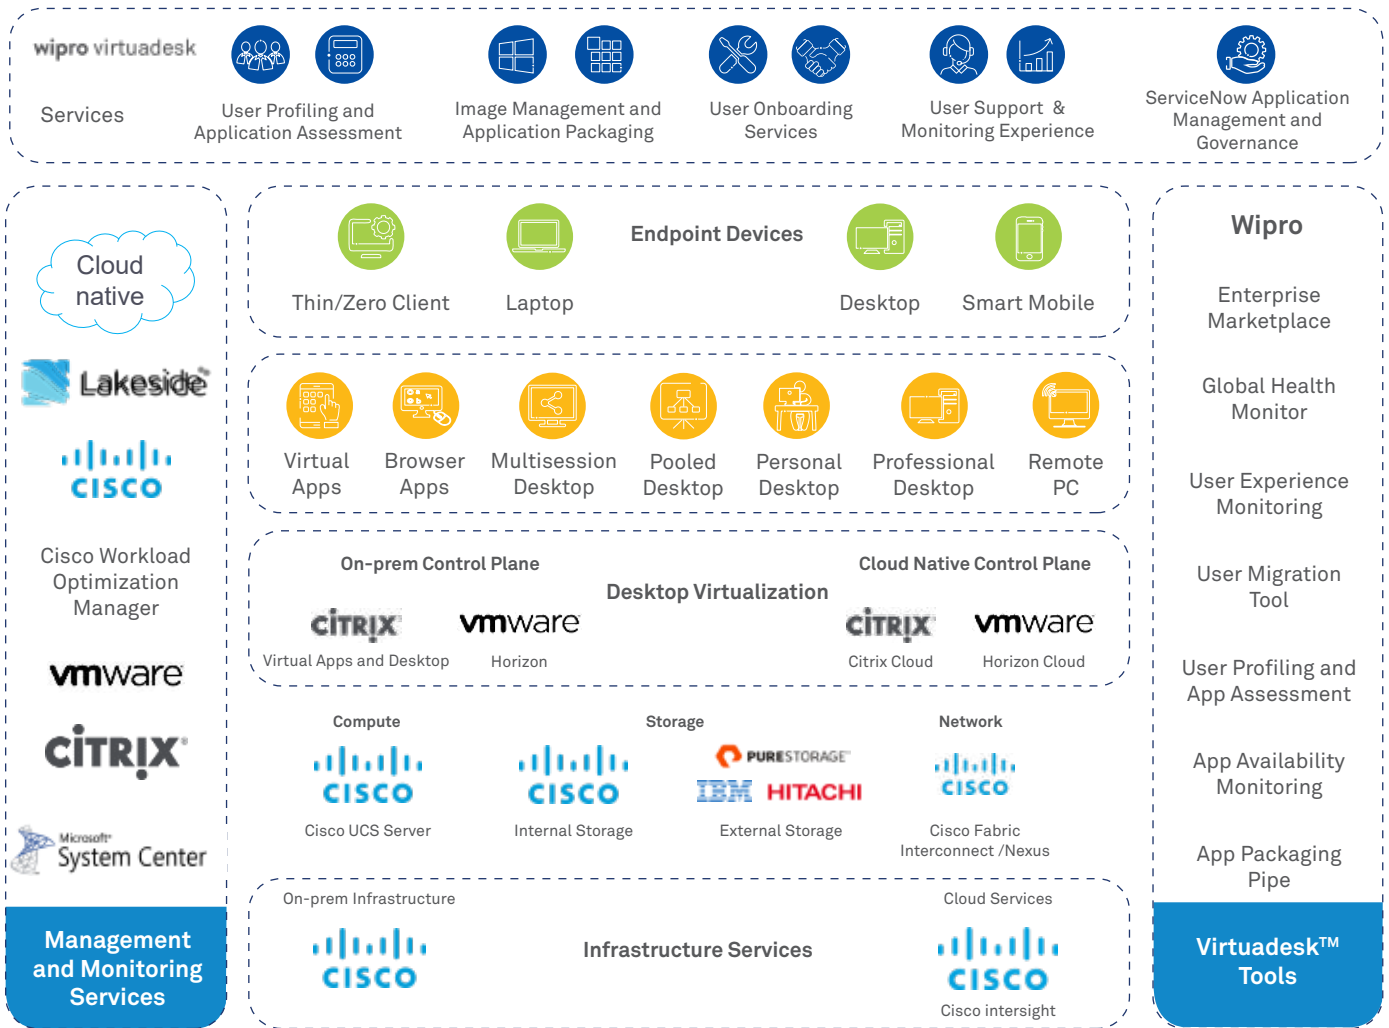 wipro virtuadesk
Services
User Profiling and
Application Assessment
Image Management and
Application Packaging
User Onboarding
Services
User Support &
Monitoring Experience
ServiceNow Application
Management and
Governance
Cloud
native
Lakeside
CISCO
Cisco Workload
Optimization
Manager
vmware
CITRIX
Microsoft
System Center
Management
and Monitoring
Services
Endpoint Devices
Thin/Zero Client
Laptop
Desktop
Smart Mobile
Virtual
Apps
Browser
Apps
Multisession
Desktop
Pooled
Desktop
Personal
Desktop
Professional
Desktop
Remote
PC
On-prem Control Plane
Cloud Native Control Plane
Desktop Virtualization
CITRIX
Virtual Apps and Desktop
vmware
Horizon
CITRIX
Citrix Cloud
vmware
Horizon Cloud
Compute
CISCO
Cisco UCS Server
Storage
CISCO
Internal Storage
PURESTORAGE
IBM HITACHI
External Storage
Network
CISCO
Cisco Fabric
Interconnect /Nexus
On-prem Infrastructure
CISCO
Infrastructure Services
Cloud Services
CISCO
Cisco intersight
Wipro
Enterprise
Marketplace
Global Health
Monitor
User Experience
Monitoring
User Migration
Tool
User Profiling and
App Assessment
App Availability
Monitoring
App Packaging
Pipe
Virtuadesk™
Tools